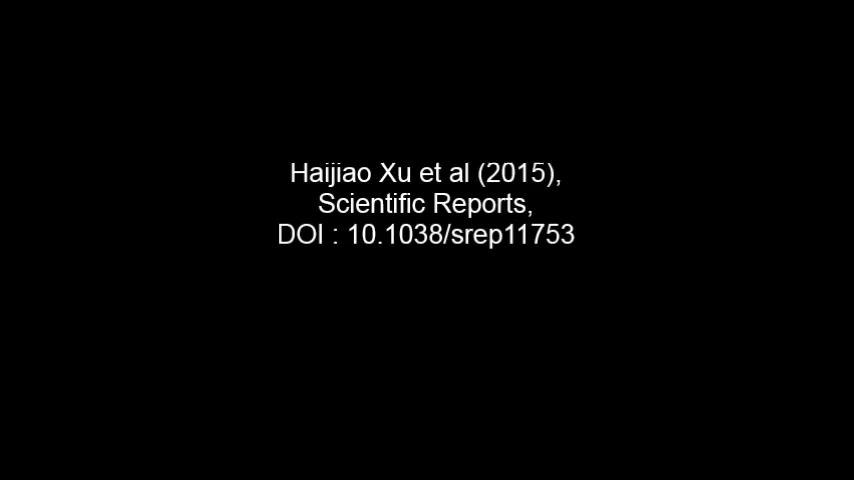 Haijiao Xu et al (2015),
Scientific Reports,
DOI : 10.1038/srep11753